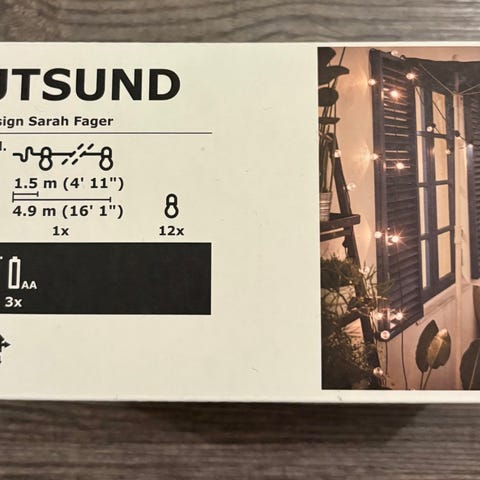 UTSUND
sign Sarah Fager
1.5 m (4' 11")
4.9 m (16' 1")
1x 12x
AA
3x